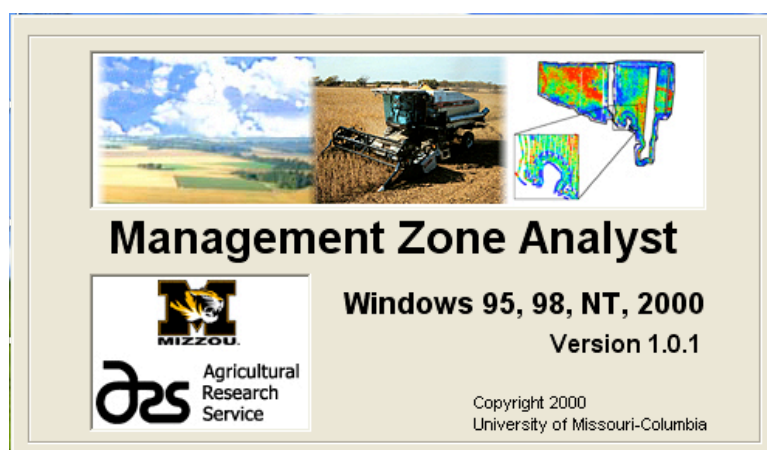 Management Zone Analyst
Windows 95, 98, NT, 2000
Version 1.0.1
MIZZOU.
ars
Agricultural
Research
Service
Copyright 2000
University of Missouri-Columbia